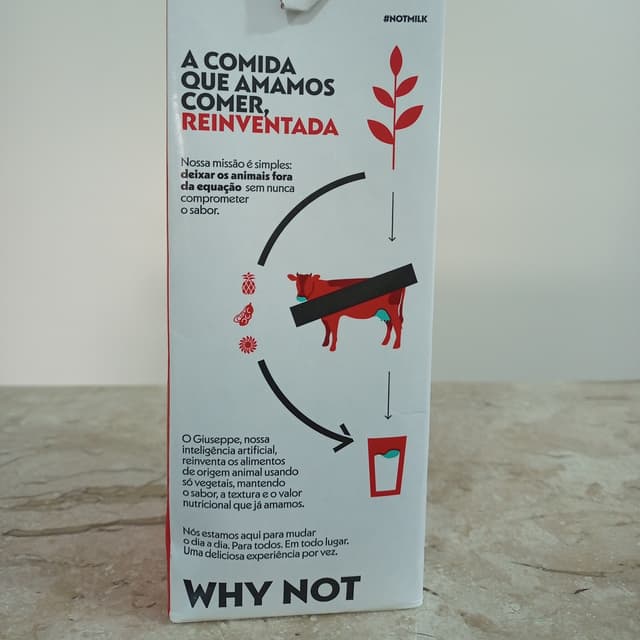 #NOTMILK
A COMIDA
QUE AMAMOS
COMER,
REINVENTADA
Nossa missão é simples:
deixar os animais fora
da equação sem nunca
comprometer
o sabor.
O Giuseppe, nossa
inteligência artificial,
reinventa os alimentos
de origem animal usando
só vegetais, mantendo
o sabor, a textura e o valor
nutricional que já amamos.
Nós estamos aqui para mudar
o dia a dia. Para todos. Em todo lugar.
Uma deliciosa experiência por vez.
WHY NOT